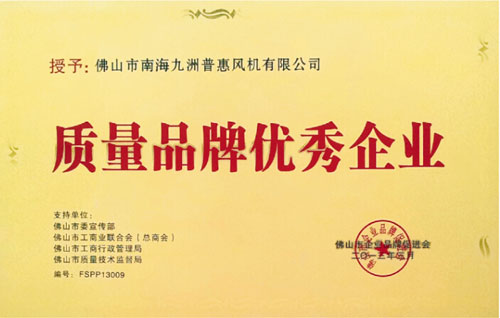 授予：佛山市南海九洲普惠风机有限公司
质量品牌优秀企业
支持单位：
佛山市委宣传部
佛山市工商业联合会（总商会）
佛山市工商行政管理局
佛山市质量技术监督局
编号：FSPP13009
佛山市企业品牌促进会
二〇一三年三月